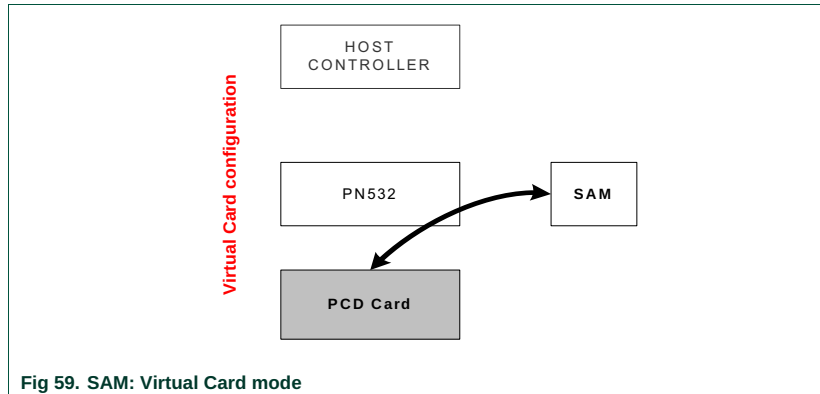 HOST
CONTROLLER
Virtual Card configuration
PN532
SAM
PCD Card
Fig 59. SAM: Virtual Card mode